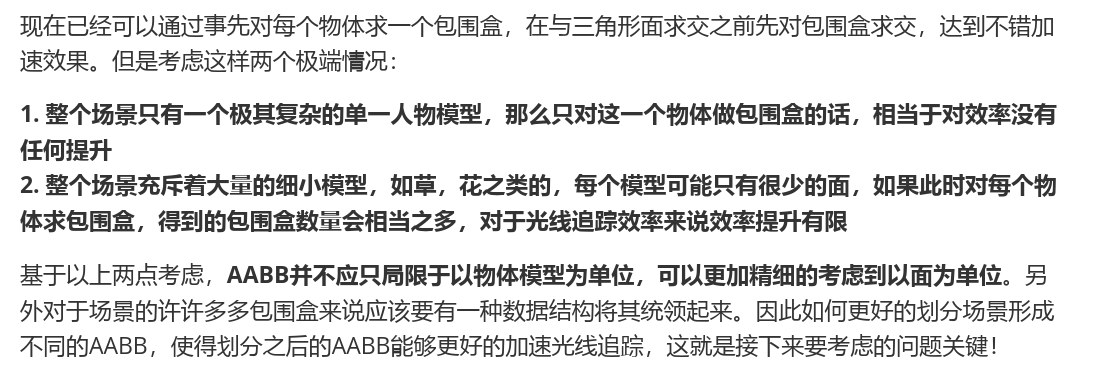 现在已经可以通过事先对每个物体求一个包围盒，在与三角形面求交之前先对包围盒求交，达到不错加
速效果。但是考虑这样两个极端情况：
1. 整个场景只有一个极其复杂的单一人物模型，那么只对这一个物体做包围盒的话，相当于对效率没有
任何提升
2. 整个场景充斥着大量的细小模型，如草，花之类的，每个模型可能只有很少的面，如果此时对每个物
体求包围盒，得到的包围盒数量会相当之多，对于光线追踪效率来说效率提升有限
基于以上两点考虑，AABB并不应只局限于以物体模型为单位，可以更加精细的考虑到以面为单位。另
外对于场景的许许多多包围盒来说应该要有一种数据结构将其统领起来。因此如何更好的划分场景形成
不同的AABB，使得划分之后的AABB能够更好的加速光线追踪，这就是接下来要考虑的问题关键！